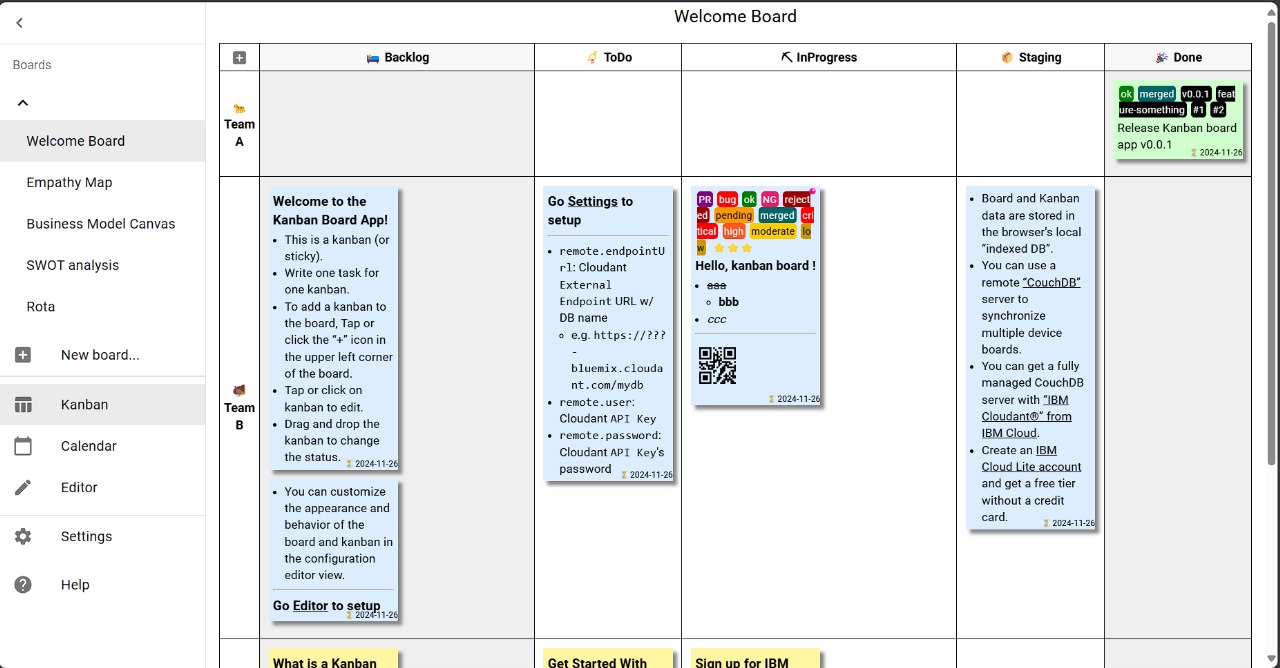 Welcome Board
Boards
Welcome Board
Empathy Map
Business Model Canvas
SWOT analysis
Rota
New board...
Kanban
Calendar
Editor
Settings
Help
Backlog
ToDo
InProgress
Staging
Done
Team
A
ok merged v0.0.1 feat
ure-something #1 #2
Release Kanban board
app v0.0.1
2024-11-26
Team
B
Welcome to the
Kanban Board App!
This is a kanban (or
sticky).
Write one task for
one kanban.
To add a kanban to
the board, Tap or
click the “+” icon in
the upper left corner
of the board.
Tap or click on
kanban to edit.
Drag and drop the
kanban to change
the status.
2024-11-26
You can customize
the appearance and
behavior of the
board and kanban in
the configuration
editor view.
Go Editor to setup
2024-11-26
Go Settings to
setup
remote.endpointU
rl: Cloudant
External
Endpoint URL w/
DB name
e.g. https://???
-
bluemix.clouda
nt.com/mydb
remote.user:
Cloudant API Key
remote.password:
Cloudant API Key's
password
2024-11-26
PR bug ok NG reject
ed pending merged cri
tical high moderate lo
w
Hello, kanban board !
aaa
bbb
ccc
2024-11-26
Board and Kanban
data are stored in
the browser's local
“indexed DB”.
You can use a
remote “CouchDB”
server to
synchronize
multiple device
boards.
You can get a fully
managed CouchDB
server with “IBM
Cloudant®” from
IBM Cloud.
Create an IBM
Cloud Lite account
and get a free tier
without a credit
card.
2024-11-26
What is a Kanban
Get Started With
Sign up for IBM